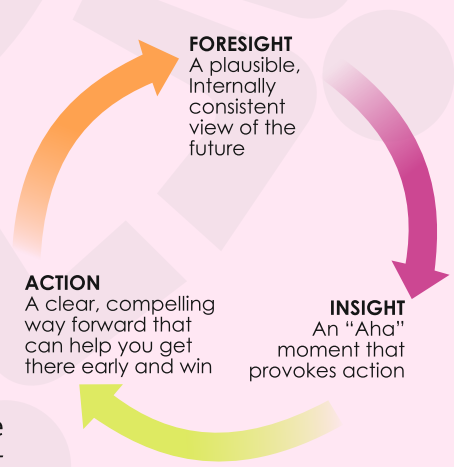 FORESIGHT
A plausible,
Internally
consistent
view of the
future
ACTION
A clear, compelling
way forward that
can help you get
there early and win
INSIGHT
An “Aha”
moment that
provokes action